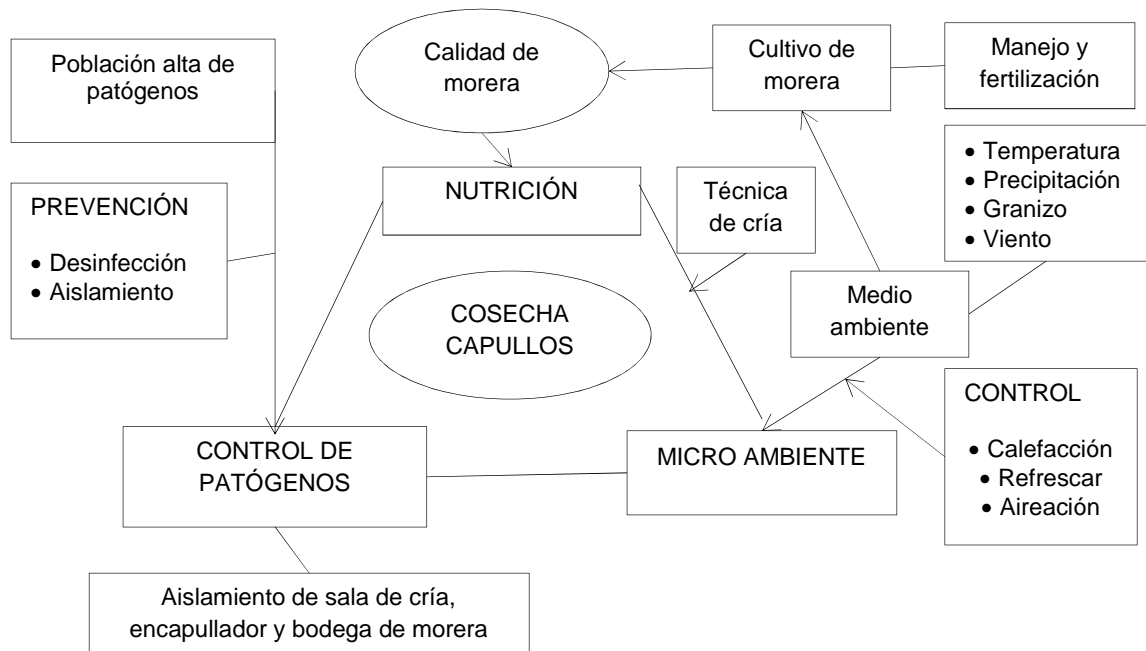 Población alta de
patógenos
Calidad de
morera
Cultivo de
morera
Manejo y
fertilización
PREVENCIÓN
• Desinfección
• Aislamiento
NUTRICIÓN
Técnica
de cría
• Temperatura
• Precipitación
• Granizo
• Viento
COSECHA
CAPULLOS
Medio
ambiente
CONTROL DE
PATÓGENOS
MICRO AMBIENTE
CONTROL
• Calefacción
• Refrescar
• Aireación
Aislamiento de sala de cría,
encapullador y bodega de morera